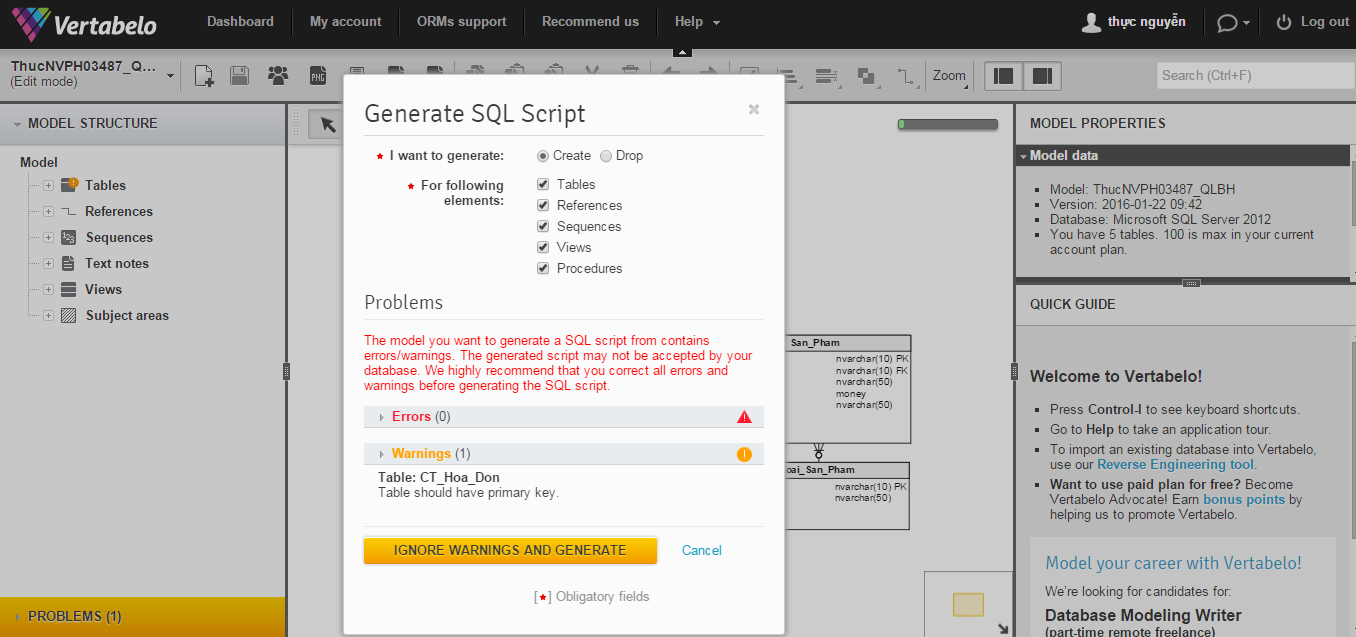 Vertabelo
Dashboard
My account
ORMs support
Recommend us
Help
thực nguyễn
Log out
ThucNVPH03487_Q...
(Edit mode)
PNG
Zoom
Search (Ctrl+F)
MODEL STRUCTURE
Model
Tables
References
Sequences
Text notes
Views
Subject areas
PROBLEMS (1)
Generate SQL Script
I want to generate:
Create
Drop
For following
elements:
Tables
References
Sequences
Views
Procedures
Problems
The model you want to generate a SQL script from contains
errors/warnings. The generated script may not be accepted by your
database. We highly recommend that you correct all errors and
warnings before generating the SQL script.
Errors (0)
Warnings (1)
Table: CT_Hoa_Don
Table should have primary key.
IGNORE WARNINGS AND GENERATE
Cancel
[★] Obligatory fields
San_Pham
nvarchar(10) PK
nvarchar(10) FK
nvarchar(50)
money
nvarchar(50)
oai_San_Pham
nvarchar(10) PK
nvarchar(50)
MODEL PROPERTIES
Model data
Model: ThucNVPH03487_QLBH
Version: 2016-01-22 09:42
Database: Microsoft SQL Server 2012
You have 5 tables. 100 is max in your current
account plan.
QUICK GUIDE
Welcome to Vertabelo!
Press Control-I to see keyboard shortcuts.
Go to Help to take an application tour.
To import an existing database into Vertabelo,
use our Reverse Engineering tool.
Want to use paid plan for free? Become
Vertabelo Advocate! Earn bonus points by
helping us to promote Vertabelo.
Model your career with Vertabelo!
We're looking for candidates for:
Database Modeling Writer
(part-time remote freelance)